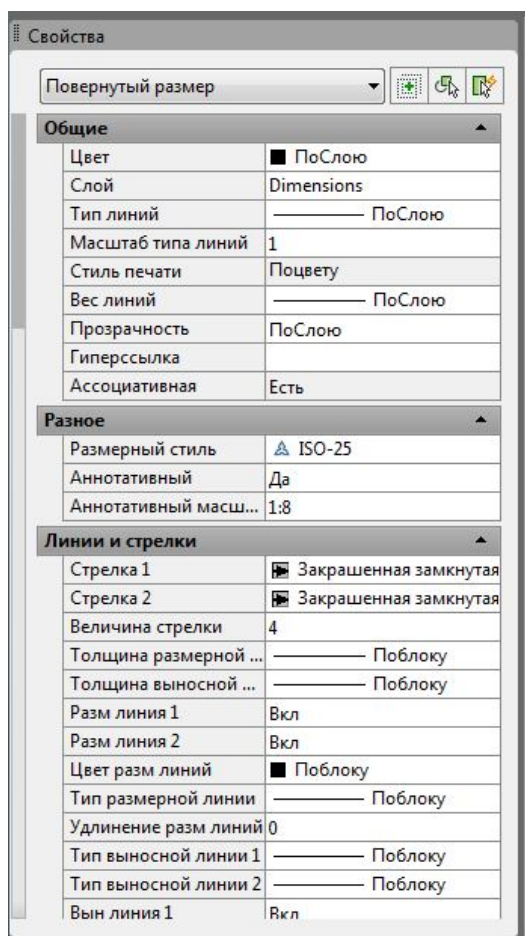 Свойства
Повернутый размер
Общие
Цвет ПоСлою
Слой Dimensions
Тип линий ПоСлою
Масштаб типа линий 1
Стиль печати Поцвету
Вес линий ПоСлою
Прозрачность ПоСлою
Гиперссылка
Ассоциативная Есть
Разное
Размерный стиль ISO-25
Аннотативный Да
Аннотативный масш... 1:8
Линии и стрелки
Стрелка 1 Закрашенная замкнутая
Стрелка 2 Закрашенная замкнутая
Величина стрелки 4
Толщина размерной ... Поблоку
Толщина выносной ... Поблоку
Разм линия 1 Вкл
Разм линия 2 Вкл
Цвет разм линий Поблоку
Тип размерной линии Поблоку
Удлинение разм линий 0
Тип выносной линии 1 Поблоку
Тип выносной линии 2 Поблоку
Вын линия 1 Вкл